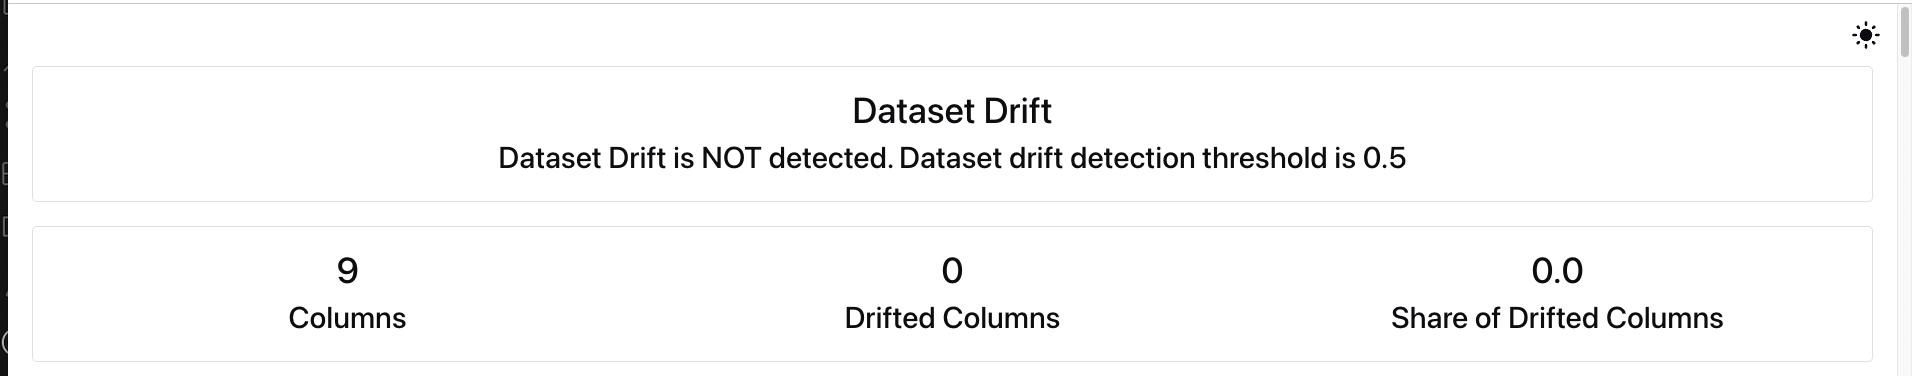 Dataset Drift
Dataset Drift is NOT detected. Dataset drift detection threshold is 0.5
9
Columns
0
Drifted Columns
0.0
Share of Drifted Columns